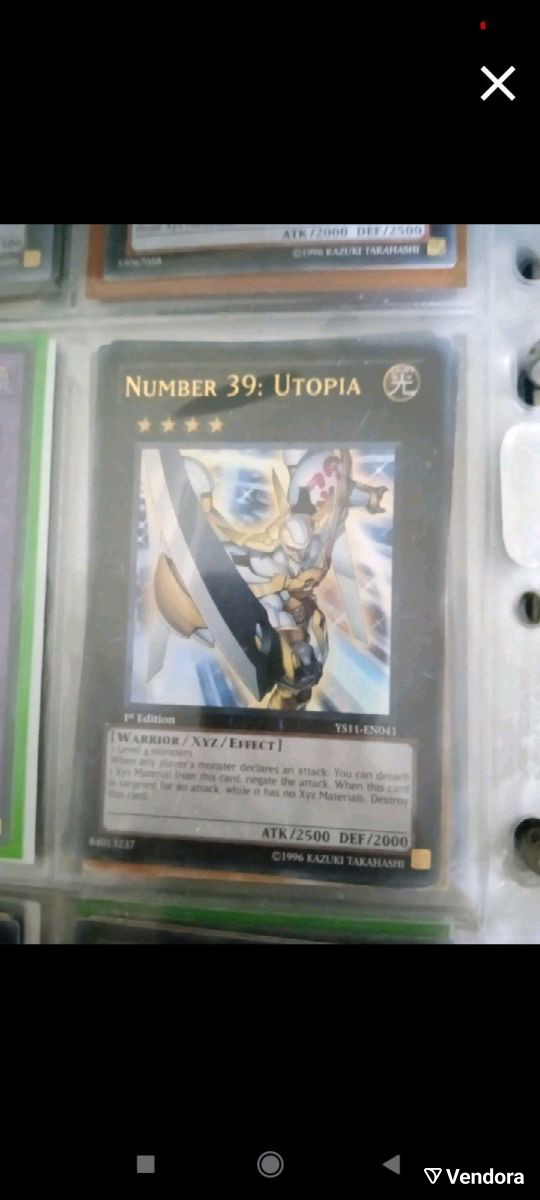 ATK/2000 DEF/2500
©1996 KAZUKI TAKAHASHI
NUMBER 39: UTOPIA
光
1st Edition
YS11-EN041
[WARRIOR/XYZ/EFFECT]
2 Level 4 monsters
When any player's monster declares an attack: You can detach
1 Xyz Material from this card; negate the attack. When this card
is targeted for an attack, while it has no Xyz Materials: Destroy
this card.
ATK/2500 DEF/2000
84013237
©1996 KAZUKI TAKAHASHI
Vendora